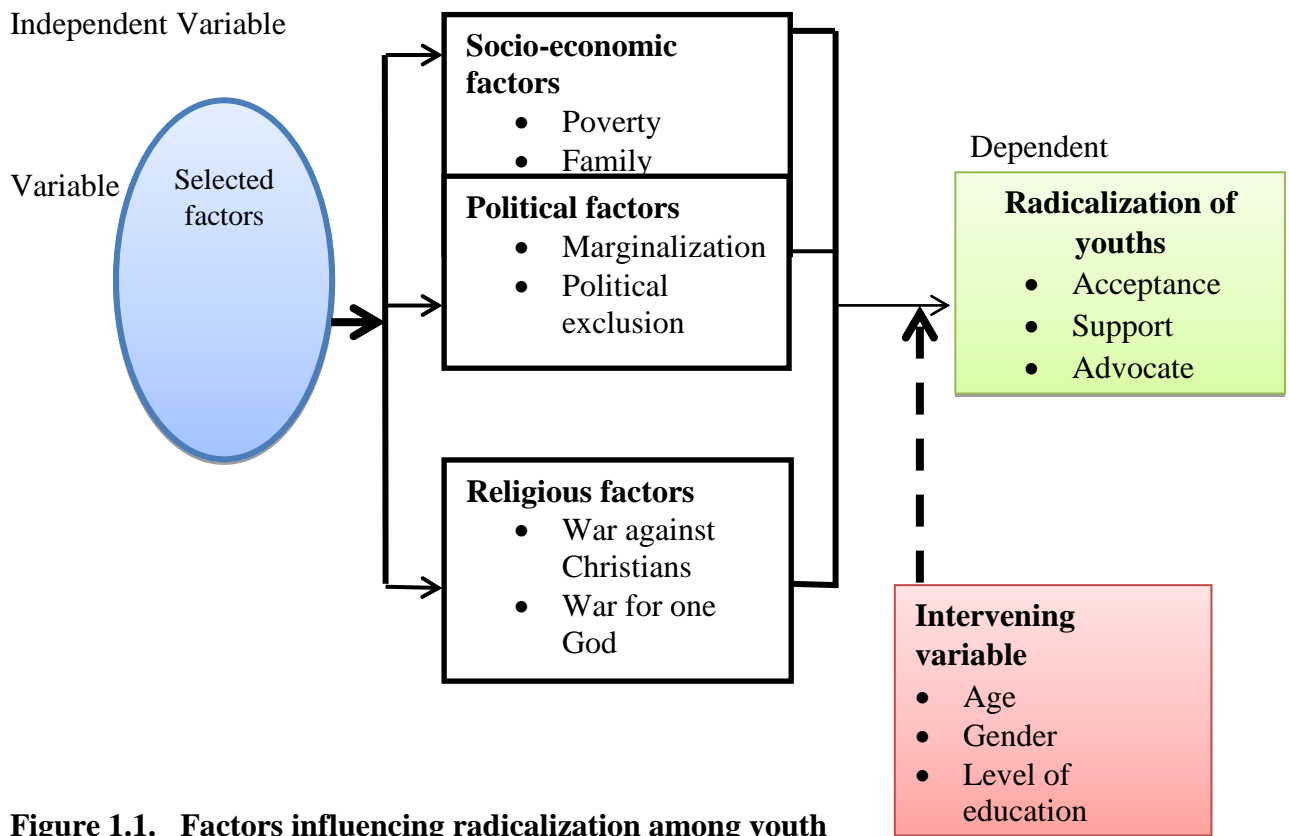 Independent Variable
Variable
Selected
factors
Socio-economic
factors
• Poverty
• Family
Political factors
• Marginalization
• Political
exclusion
Religious factors
• War against
Christians
• War for one
God
Dependent
Radicalization of
youths
• Acceptance
• Support
• Advocate
Intervening
variable
• Age
• Gender
• Level of
education
Figure 1.1. Factors influencing radicalization among youth